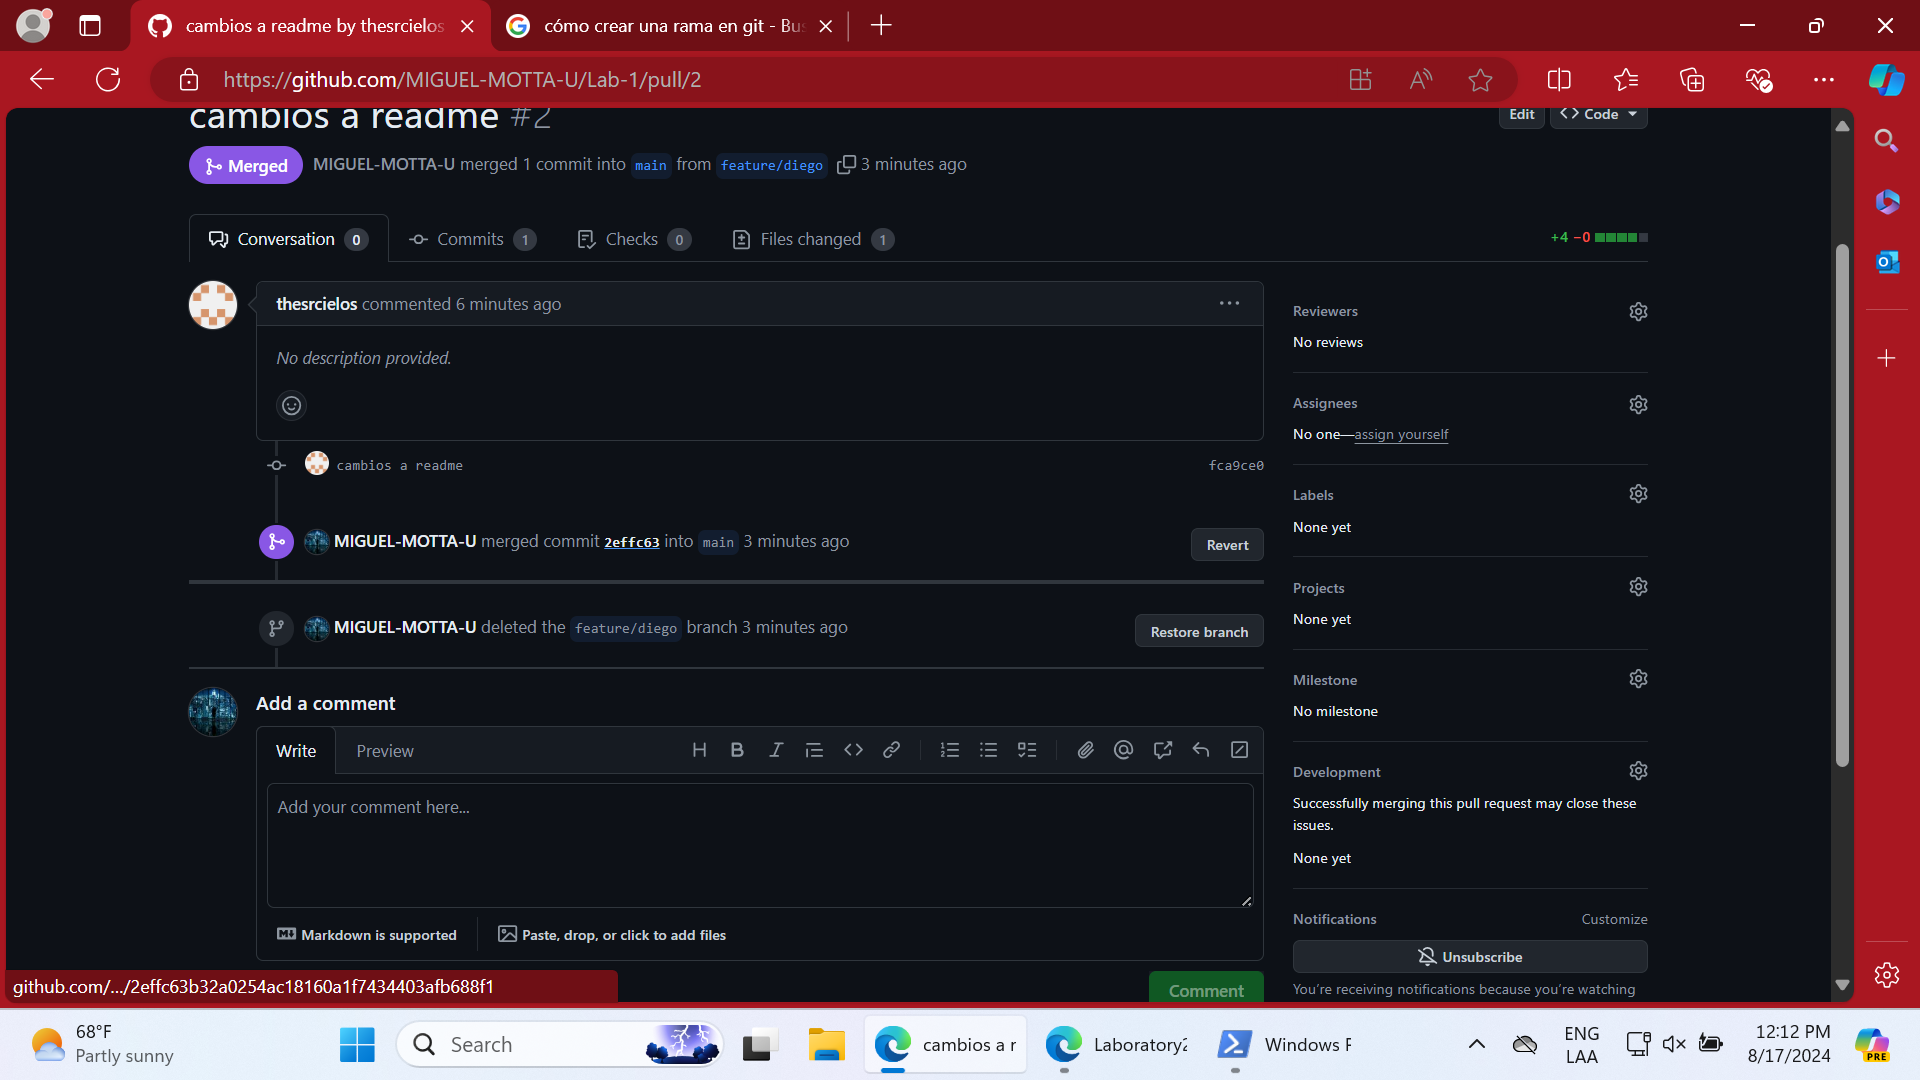 cambios a readme by thesrcielos
cómo crear una rama en git - Bus
https://github.com/MIGUEL-MOTTA-U/Lab-1/pull/2
cambios a readme #2
Edit
Code
Merged
MIGUEL-MOTTA-U merged 1 commit into main from feature/diego 3 minutes ago
Conversation 0
Commits 1
Checks 0
Files changed 1
+4 −0
thesrcielos commented 6 minutes ago
No description provided.
cambios a readme
fca9ce0
MIGUEL-MOTTA-U merged commit 2effc63 into main 3 minutes ago
Revert
MIGUEL-MOTTA-U deleted the feature/diego branch 3 minutes ago
Restore branch
Add a comment
Write
Preview
Add your comment here...
Markdown is supported
Paste, drop, or click to add files
Comment
Reviewers
No reviews
Assignees
No one—assign yourself
Labels
None yet
Projects
None yet
Milestone
No milestone
Development
Successfully merging this pull request may close these
issues.
None yet
Notifications
Customize
Unsubscribe
You're receiving notifications because you're watching
github.com/.../2effc63b32a0254ac18160a1f7434403afb688f1
68°F
Partly sunny
Search
cambios a r
Laboratory2
Windows P
ENG
LAA
12:12 PM
8/17/2024
PRE